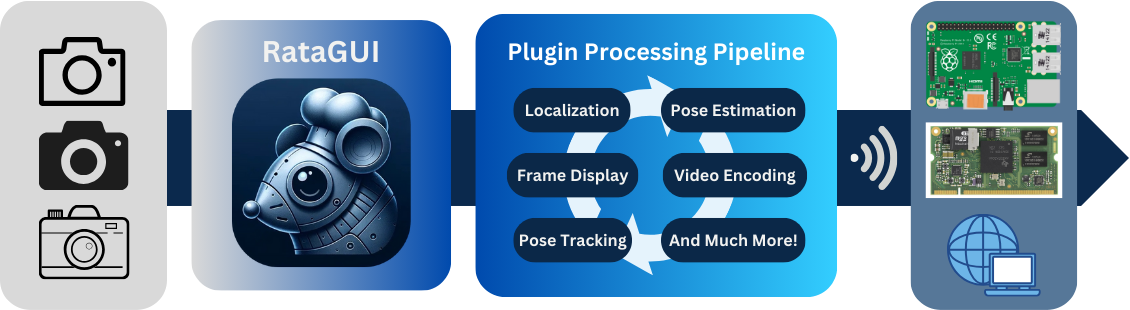 RataGUI
Plugin Processing Pipeline
Localization
Pose Estimation
Frame Display
Video Encoding
Pose Tracking
And Much More!